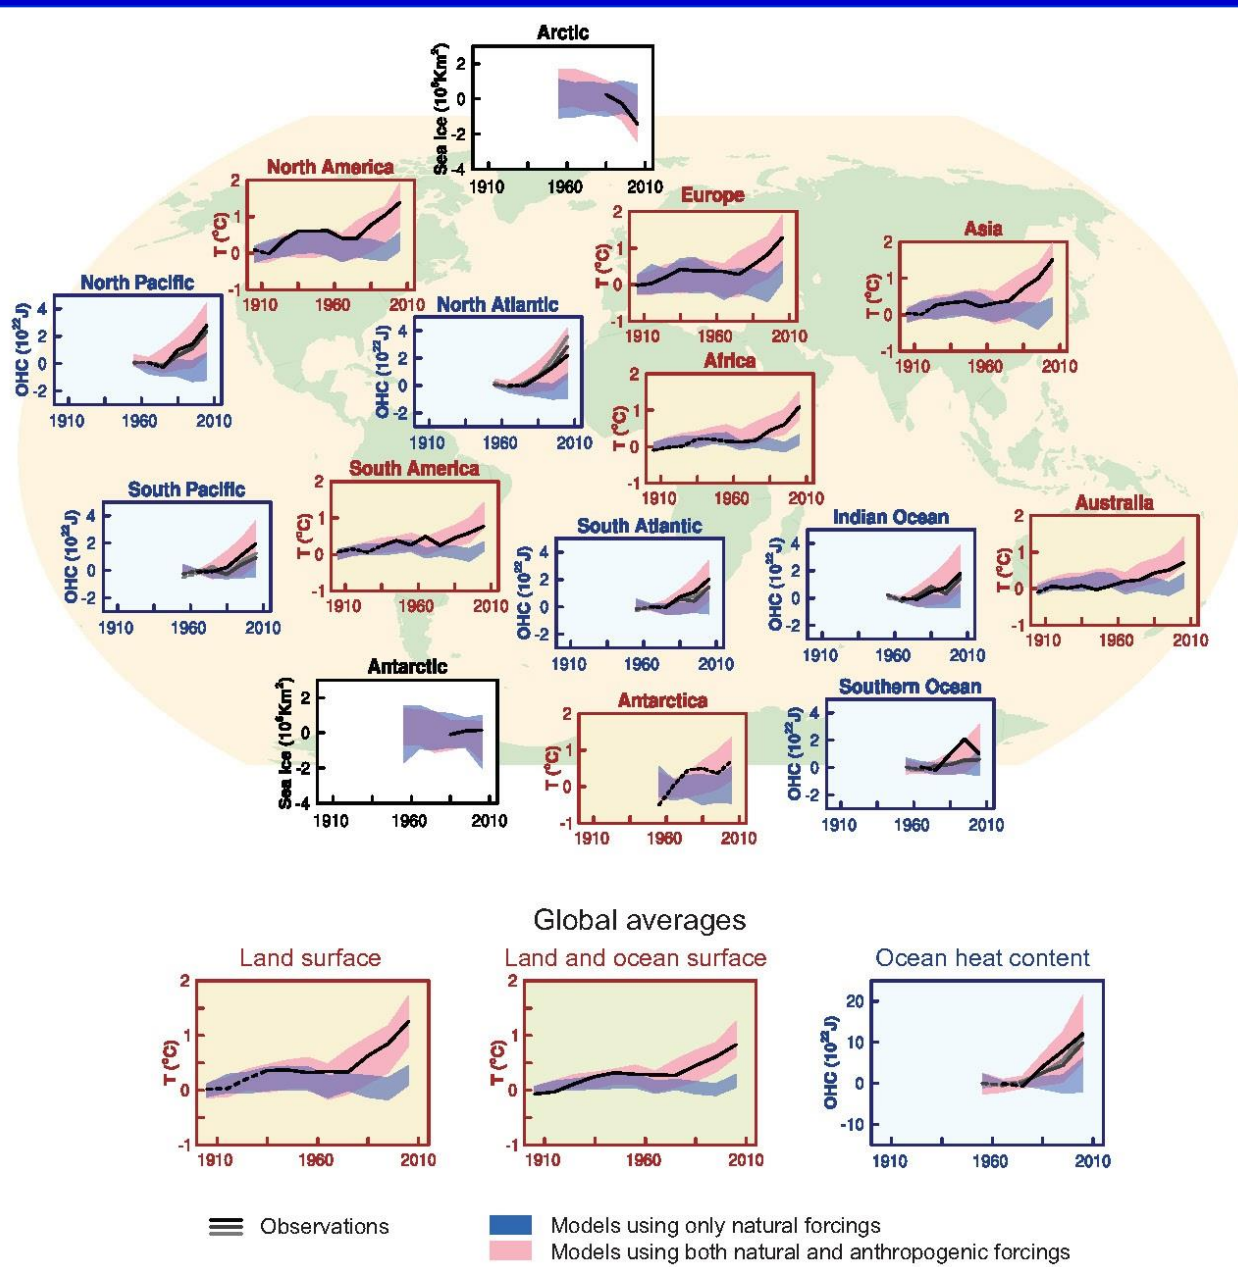 Arctic
Sea Ice (10⁶Km²)
2
0
-2
-4
1910 1960 2010
North America
T (ºC)
2
1
0
-1
1910 1960 2010
Europe
T (ºC)
2
1
0
-1
1910 1960 2010
Asia
T (ºC)
2
1
0
-1
1910 1960 2010
North Pacific
OHC (10²²J)
4
2
0
-2
1910 1960 2010
North Atlantic
OHC (10²²J)
4
2
0
-2
1910 1960 2010
Africa
T (ºC)
2
1
0
-1
1910 1960 2010
South Pacific
OHC (10²²J)
4
2
0
-2
1910 1960 2010
South America
T (ºC)
2
1
0
-1
1910 1960 2010
South Atlantic
OHC (10²²J)
4
2
0
-2
1910 1960 2010
Indian Ocean
OHC (10²²J)
4
2
0
-2
1910 1960 2010
Australia
T (ºC)
2
1
0
-1
1910 1960 2010
Antarctic
Sea Ice (10⁶Km²)
2
0
-2
-4
1910 1960 2010
Antarctica
T (ºC)
2
1
0
-1
1910 1960 2010
Southern Ocean
OHC (10²²J)
4
2
0
-2
1910 1960 2010
Global averages
Land surface
T (ºC)
2
1
0
-1
1910 1960 2010
Land and ocean surface
T (ºC)
2
1
0
-1
1910 1960 2010
Ocean heat content
OHC (10²²J)
20
10
0
-10
1910 1960 2010
Observations
Models using only natural forcings
Models using both natural and anthropogenic forcings